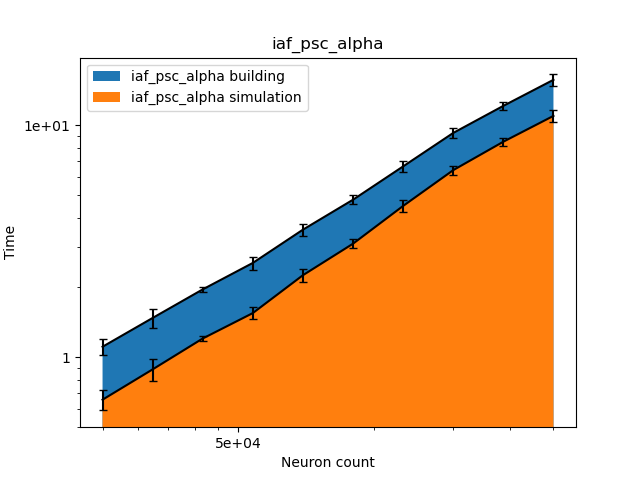 iaf_psc_alpha
iaf_psc_alpha building
iaf_psc_alpha simulation
1e+01
Time
1
5e+04
Neuron count